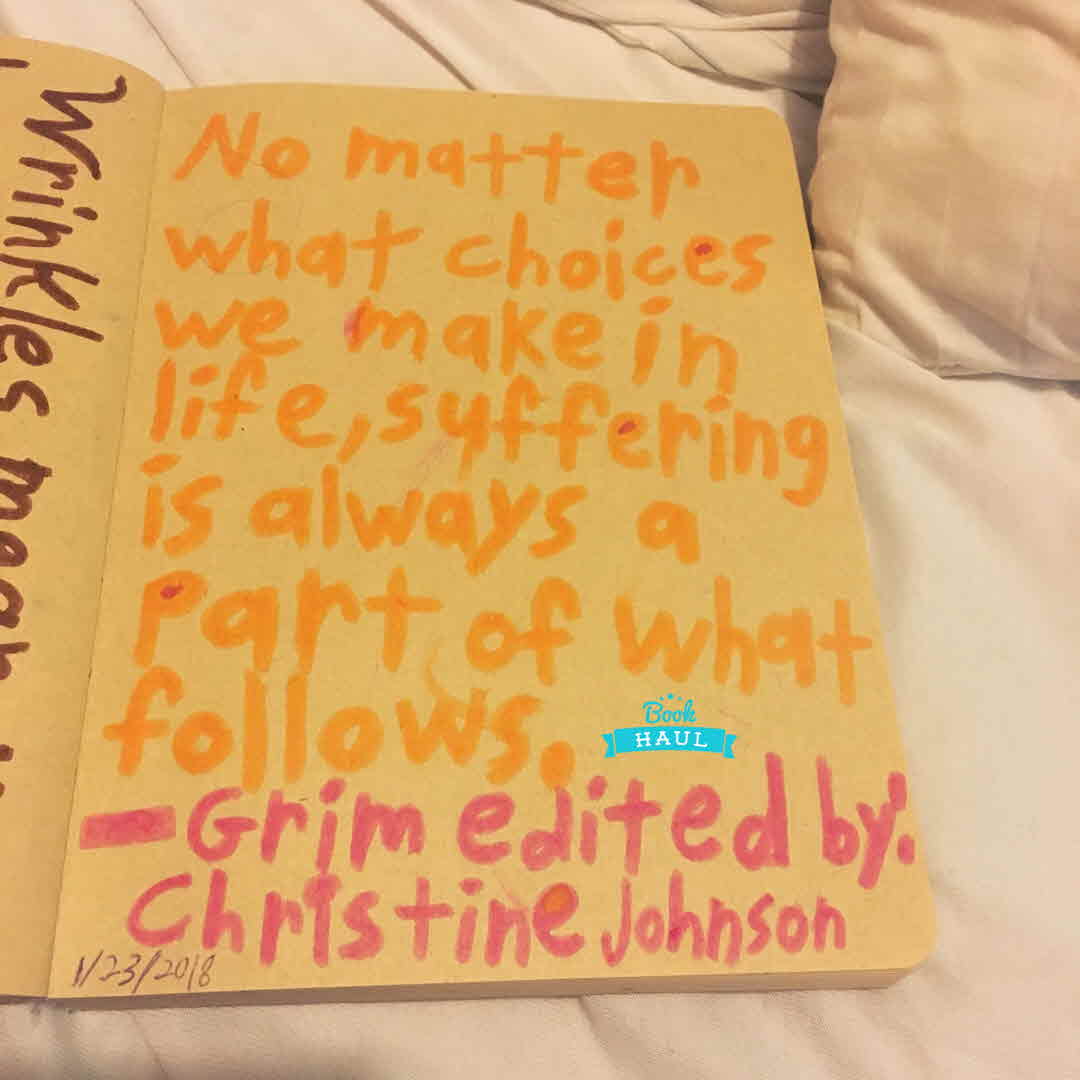 Wrinkles mean
No matter
what choices
we make in
life, suffering
is always a
part of what
follows.
Book
HAUL
—Grim edited by:
Christine Johnson
1/23/2018